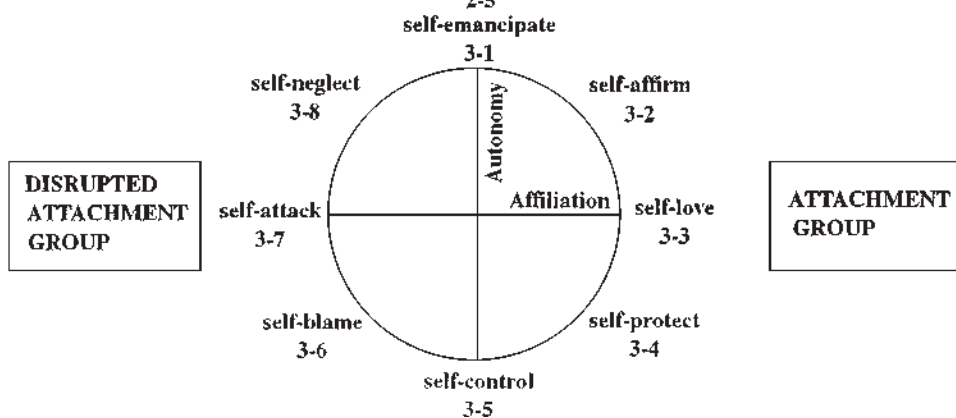 2-5
self-emancipate
3-1
self-neglect
3-8
self-affirm
3-2
Autonomy
DISRUPTED
ATTACHMENT
GROUP
self-attack
3-7
Affiliation
self-love
3-3
ATTACHMENT
GROUP
self-blame
3-6
self-protect
3-4
self-control
3-5